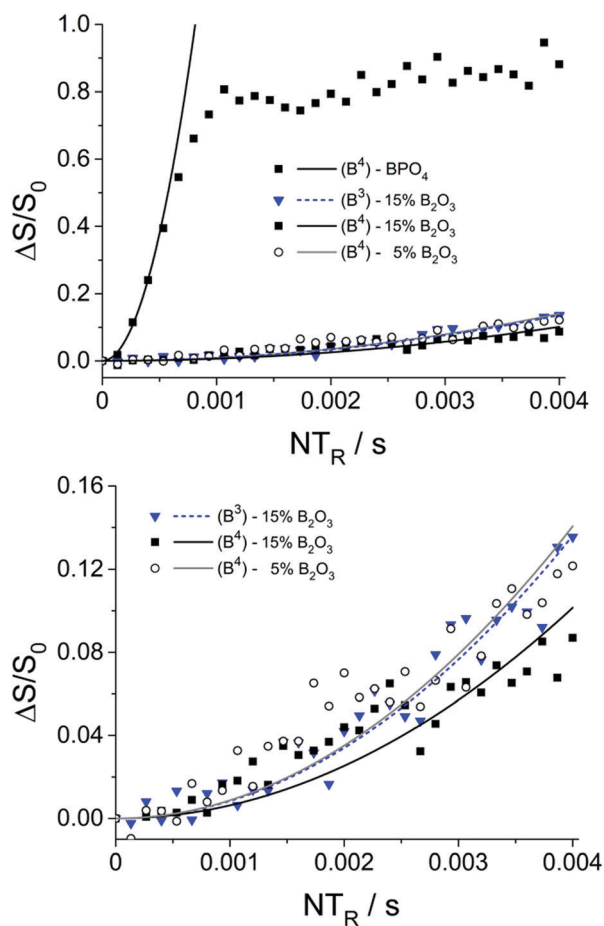 ΔS/S₀
1.0
0.8
0.6
0.4
0.2
0.0
(B⁴) - BPO₄
(B³) - 15% B₂O₃
(B⁴) - 15% B₂O₃
(B⁴) - 5% B₂O₃
0 0.001 0.002 0.003 0.004
NTR / s
ΔS/S₀
0.16
0.12
0.08
0.04
0.00
(B³) - 15% B₂O₃
(B⁴) - 15% B₂O₃
(B⁴) - 5% B₂O₃
0 0.001 0.002 0.003 0.004
NTR / s